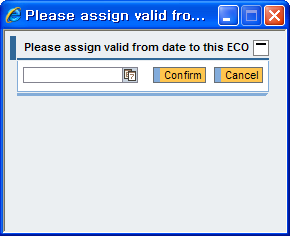 Please assign valid fro...
Please assign valid from date to this ECO
Confirm Cancel